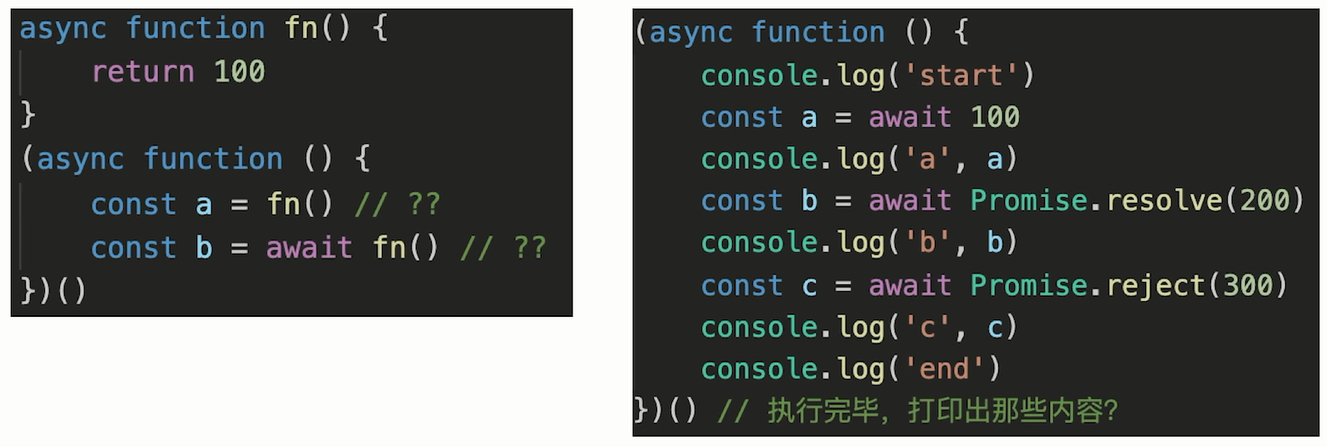 async function fn() {
    return 100
}
(async function () {
    const a = fn() // ??
    const b = await fn() // ??
})()
(async function () {
    console.log('start')
    const a = await 100
    console.log('a', a)
    const b = await Promise.resolve(200)
    console.log('b', b)
    const c = await Promise.reject(300)
    console.log('c', c)
    console.log('end')
})() // 执行完毕，打印出那些内容？